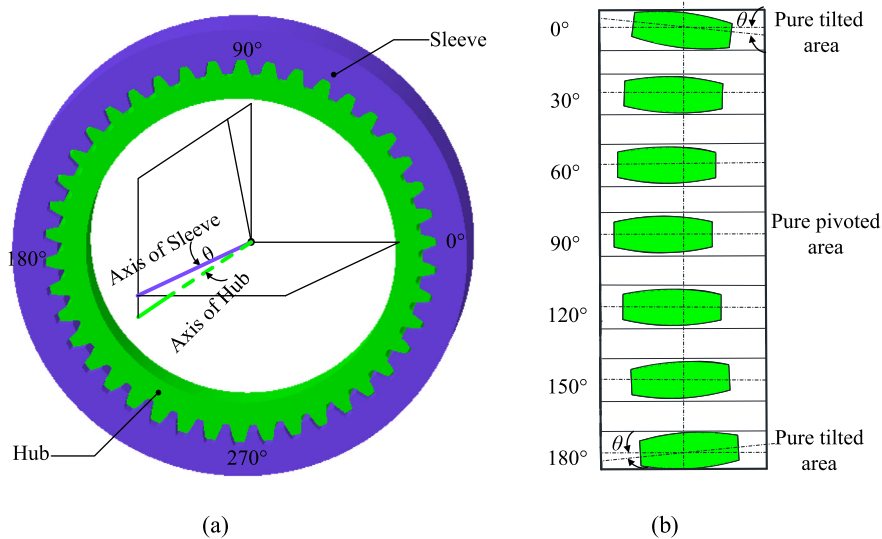 Sleeve
90°
0°
180°
270°
Axis of Sleeve
θ
Axis of Hub
Hub
(a)
0°
θ
Pure tilted
area
30°
60°
90°
Pure pivoted
area
120°
150°
180°
θ
Pure tilted
area
(b)